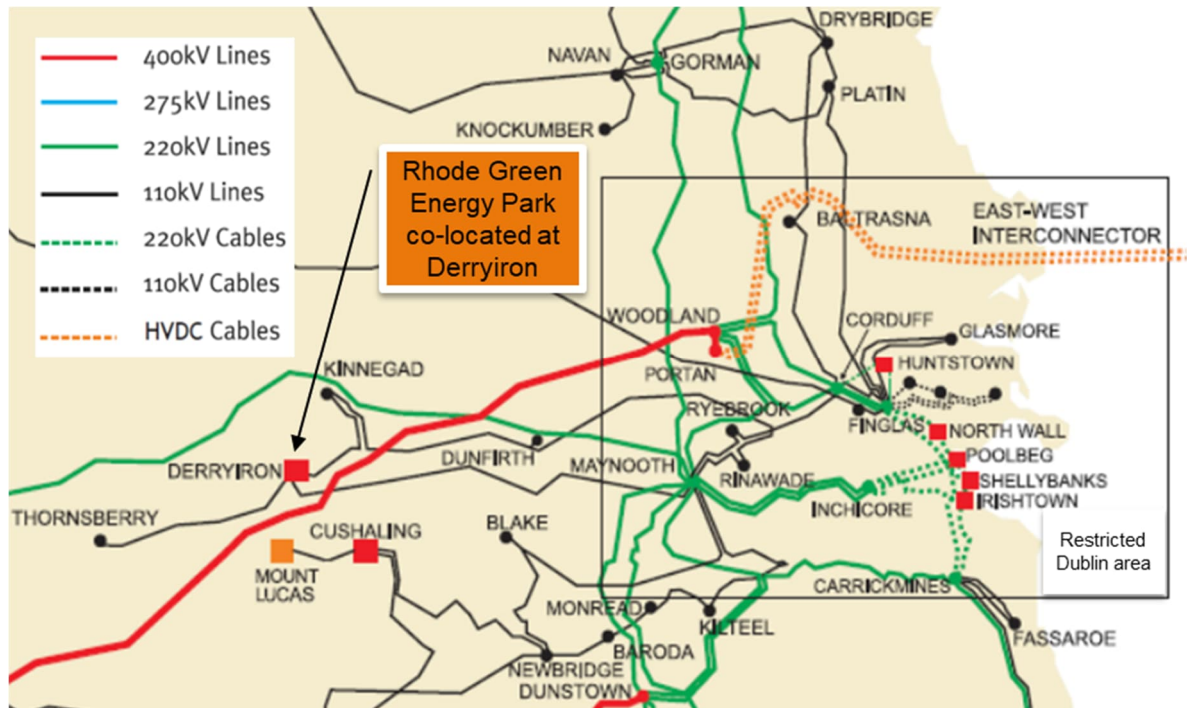 400kV Lines
275kV Lines
220kV Lines
110kV Lines
220kV Cables
110kV Cables
HVDC Cables
Rhode Green
Energy Park
co-located at
Derryiron
DRYBRIDGE
NAVAN
GORMAN
PLATIN
KNOCKUMBER
BALTRASNA
EAST-WEST
INTERCONNECTOR
WOODLAND
CORDUFF
GLASMORE
HUNTSTOWN
PORTAN
KINNEGAD
RYEBROOK
FINGLAS
NORTH WALL
DERRYIRON
DUNFIRTH
MAYNOOTH
RINAWADE
POOLBEG
SHELLYBANKS
INCHICORE
IRISHTOWN
THORNSBERRY
CUSHALING
BLAKE
Restricted
Dublin area
MOUNT
LUCAS
CARRICKMINES
MONREAD
KILTEEL
FASSAROE
BARODA
NEWBRIDGE
DUNSTOWN